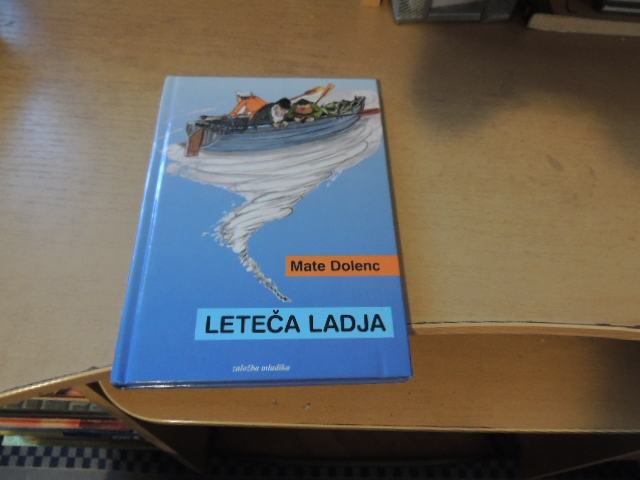 Mate Dolenc
LETEČA LADJA
založba mladika